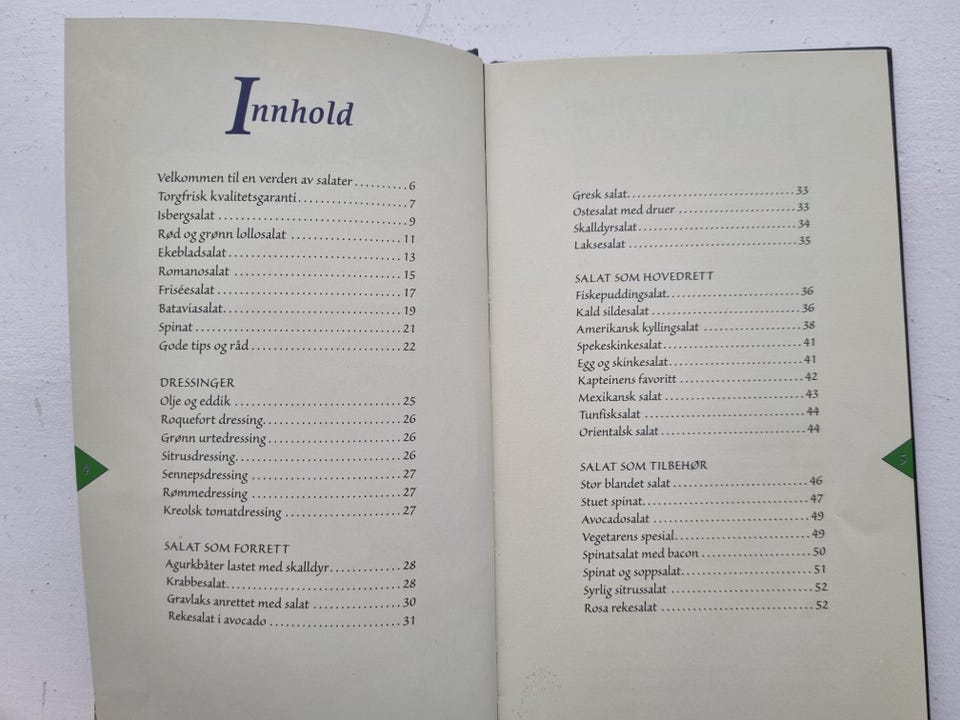 Innhold
Velkommen til en verden av salater..........6
Torgfrisk kvalitetsgaranti....................7
Isbergsalat ...................................9
Rød og grønn lollosalat .....................11
Ekebladsalat.................................13
Romanosalat .................................15
Friséesalat...................................17
Bataviasalat..................................19
Spinat ........................................21
Gode tips og råd.............................22
DRESSINGER
Olje og eddik ................................25
Roquefort dressing...........................26
Grønn urtedressing...........................26
Sitrusdressing................................26
Sennepsdressing .............................27
Rømmedressing ..............................27
Kreolsk tomatdressing .......................27
SALAT SOM FORRETT
Agurkbåter lastet med skalldyr..............28
Krabbesalat...................................28
Gravlaks anrettet med salat .................30
Rekesalat i avocado ..........................31
4
Gresk salat...................................33
Ostesalat med druer .........................33
Skalldyrsalat.................................34
Laksesalat ...................................35
SALAT SOM HOVEDRETT
Fiskepuddingsalat............................36
Kald sildesalat ...............................36
Amerikansk kyllingsalat .....................38
Spekeskinkesalat.............................41
Egg og skinkesalat............................41
Kapteinens favoritt ..........................42
Mexikansk salat .............................43
Tunfisksalat .................................44
Orientalsk salat..............................44
SALAT SOM TILBEHØR
Stor blandet salat ...........................46
Stuet spinat..................................47
Avocadosalat ................................49
Vegetarens spesial...........................49
Spinatsalat med bacon ......................50
Spinat og soppsalat..........................51
Syrlig sitrussalat ............................52
Rosa rekesalat ...............................52
5